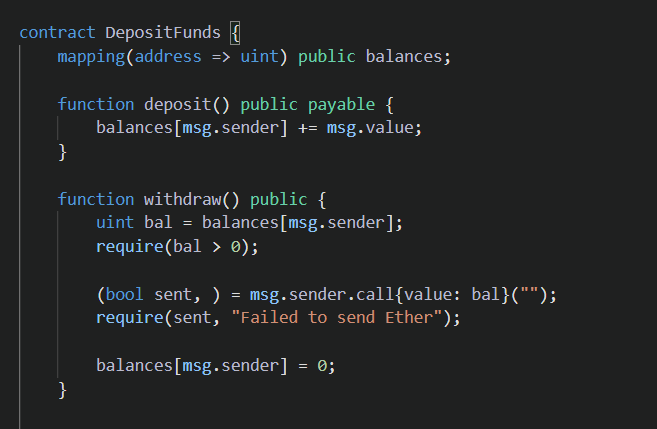 contract DepositFunds {
mapping(address => uint) public balances;
function deposit() public payable {
balances[msg.sender] += msg.value;
}
function withdraw() public {
uint bal = balances[msg.sender];
require(bal > 0);
(bool sent, ) = msg.sender.call{value: bal}("");
require(sent, "Failed to send Ether");
balances[msg.sender] = 0;
}